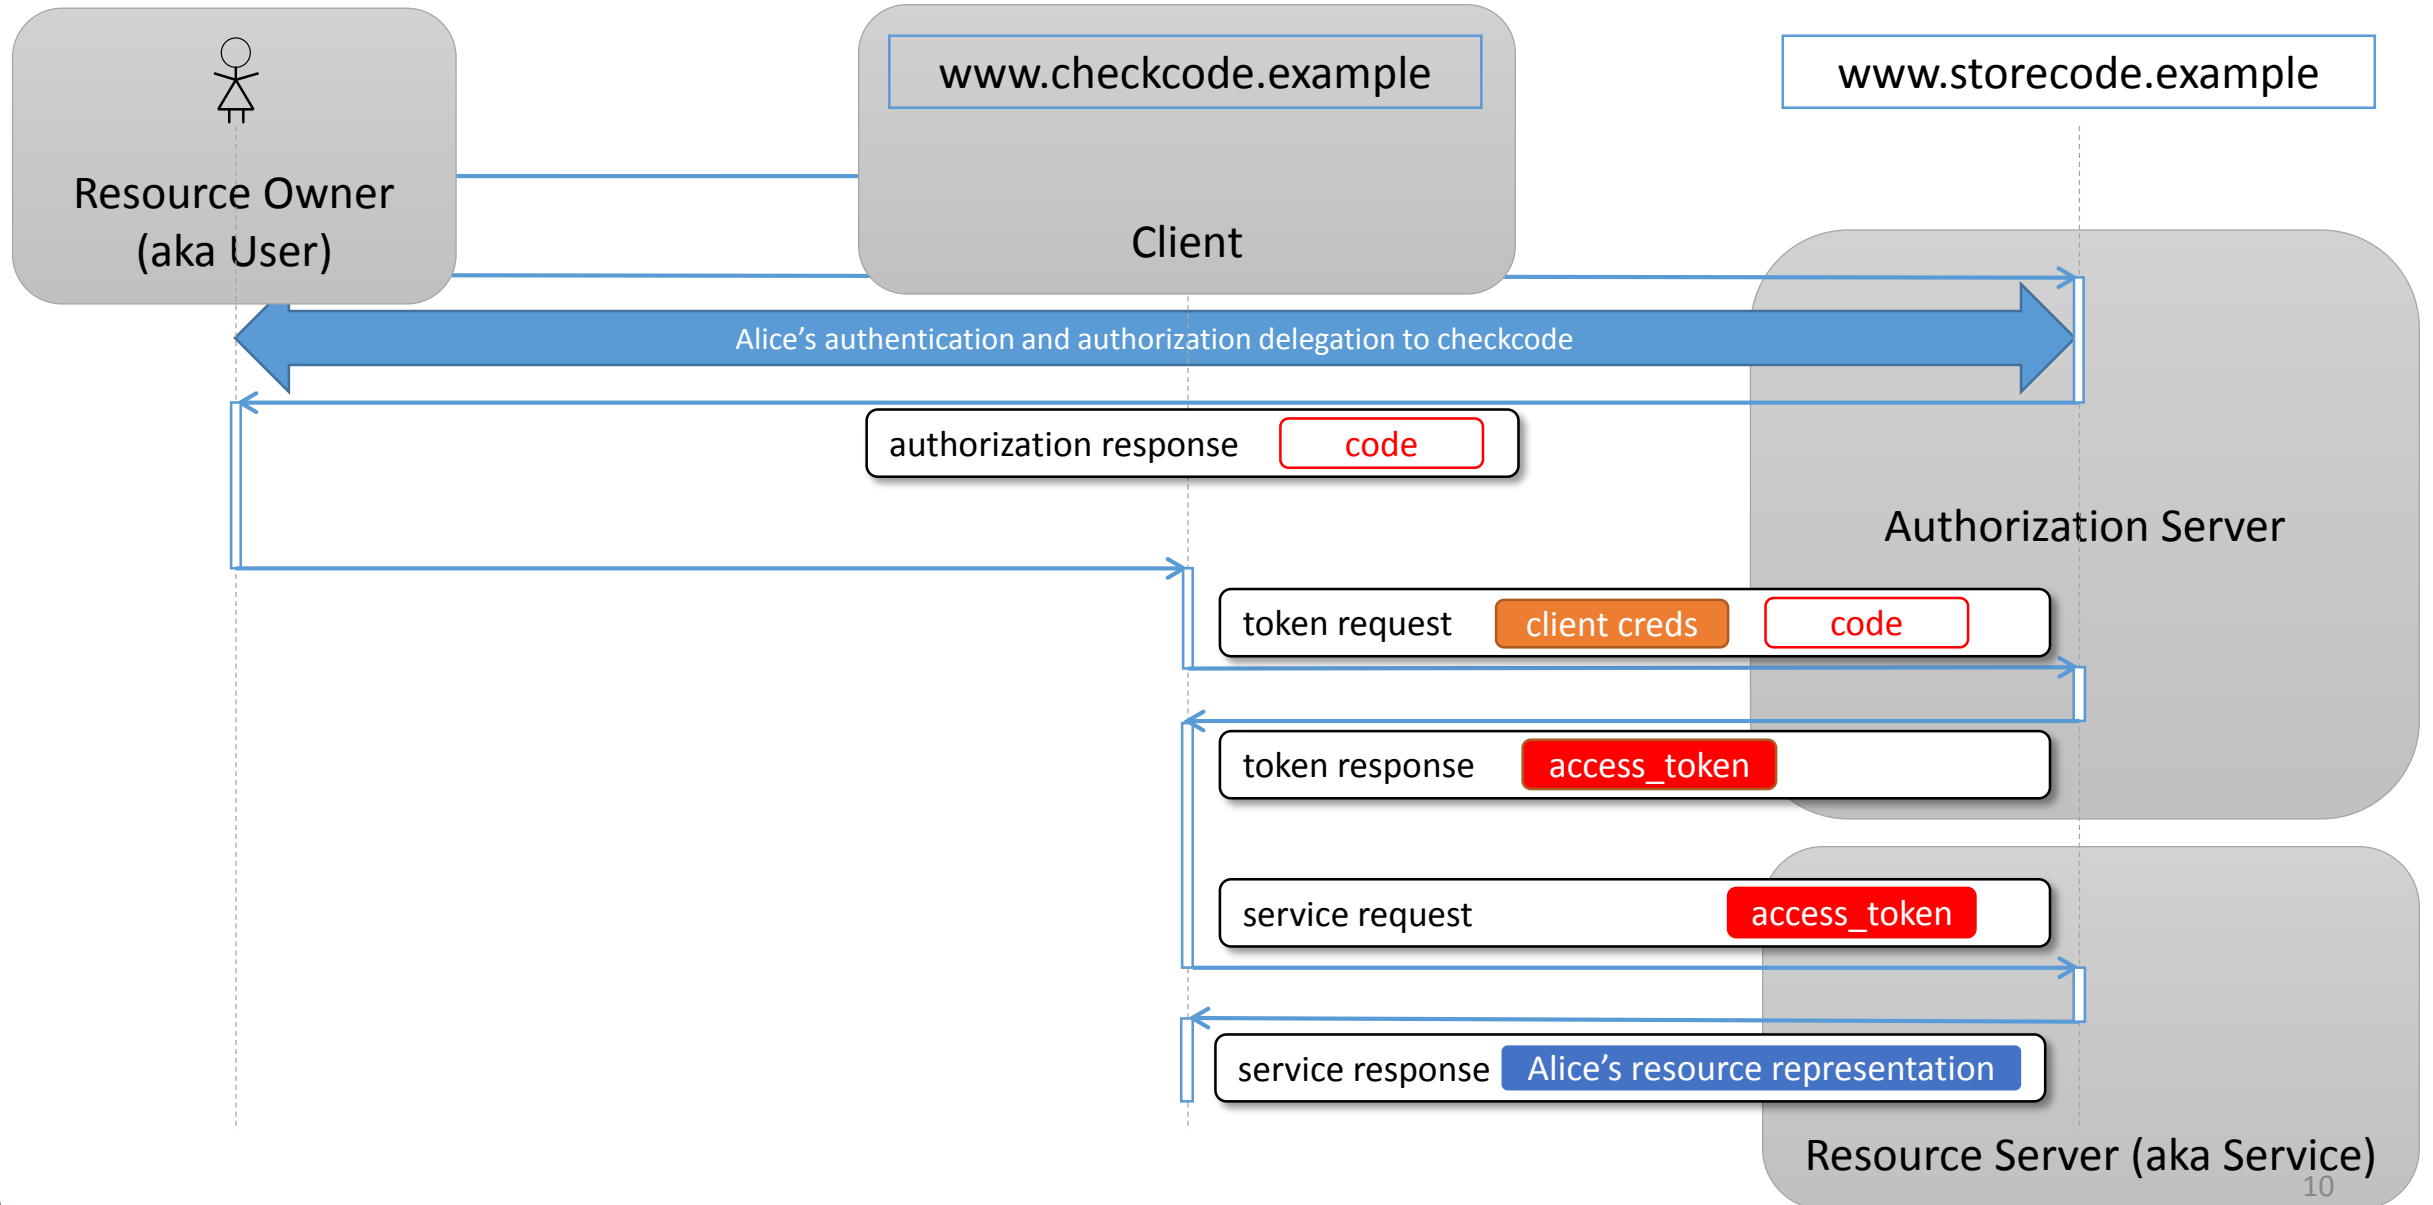 www.checkcode.example
www.storecode.example
Resource Owner
(aka User)
Client
Alice’s authentication and authorization delegation to checkcode
authorization response code
Authorization Server
token request client creds code
token response access_token
service request access_token
service response Alice’s resource representation
Resource Server (aka Service)
10